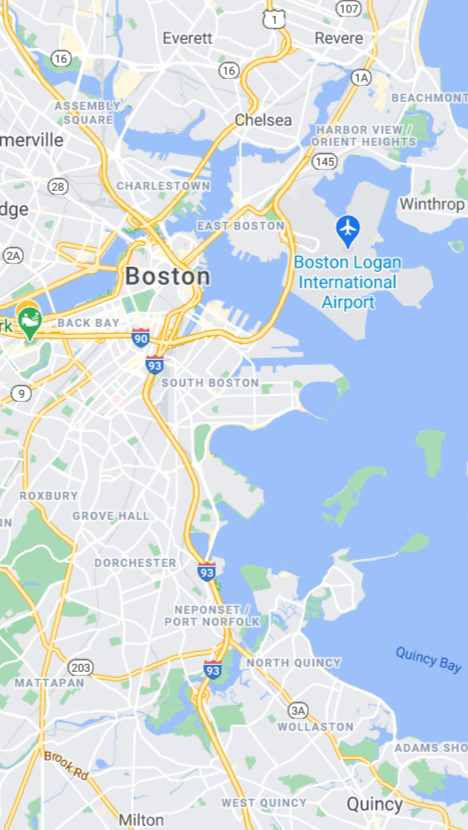 107
1
Everett
Revere
16
16
1A
BEACHMONT
ASSEMBLY
SQUARE
Chelsea
HARBOR VIEW /
ORIENT HEIGHTS
merville
145
28
CHARLESTOWN
Winthrop
dge
EAST BOSTON
2A
Boston
Boston Logan
International
Airport
rk
BACK BAY
90
93
SOUTH BOSTON
9
ROXBURY
GROVE HALL
IN
DORCHESTER
93
NEPONSET /
PORT NORFOLK
Quincy Bay
203
93
NORTH QUINCY
MATTAPAN
3A
WOLLASTON
ADAMS SHO
Brook Rd
WEST QUINCY
Quincy
Milton